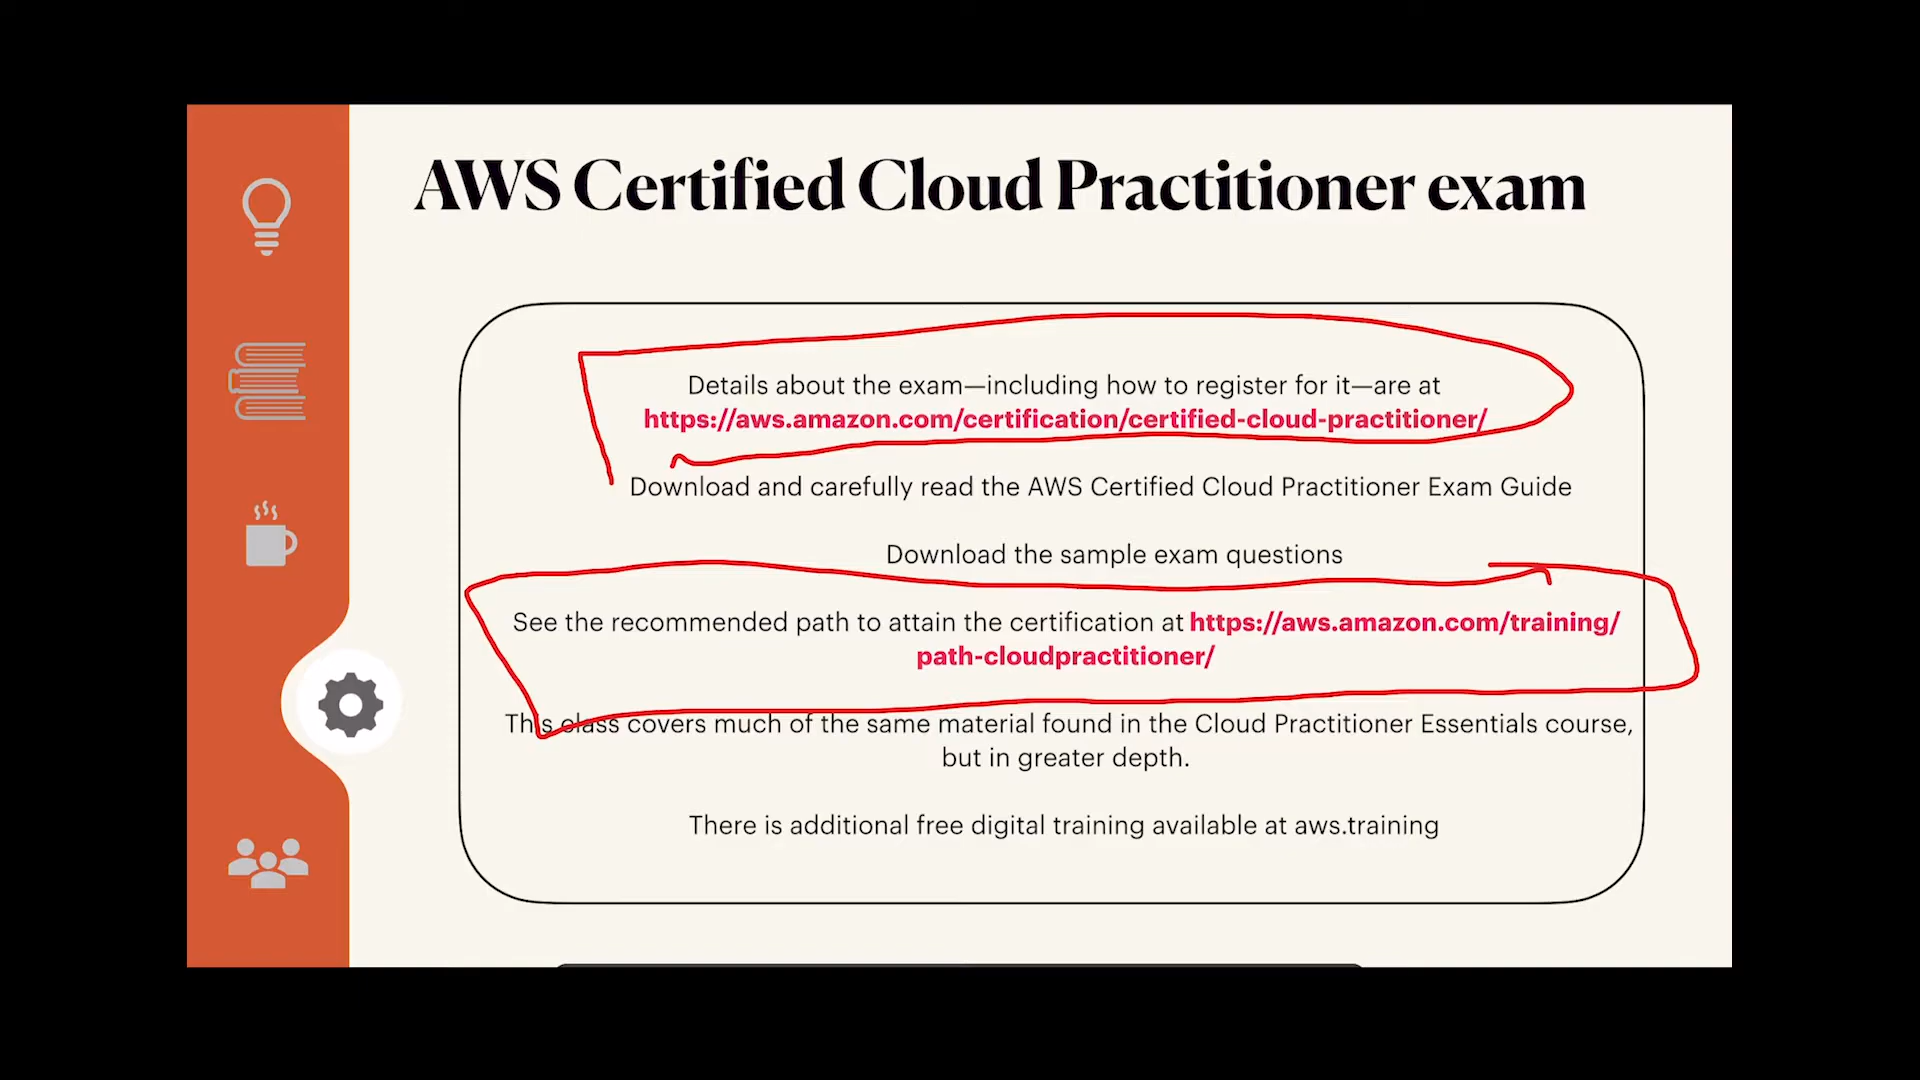 AWS Certified Cloud Practitioner exam
Details about the exam—including how to register for it—are at
https://aws.amazon.com/certification/certified-cloud-practitioner/
Download and carefully read the AWS Certified Cloud Practitioner Exam Guide
Download the sample exam questions
See the recommended path to attain the certification at https://aws.amazon.com/training/
path-cloudpractitioner/
This class covers much of the same material found in the Cloud Practitioner Essentials course,
but in greater depth.
There is additional free digital training available at aws.training